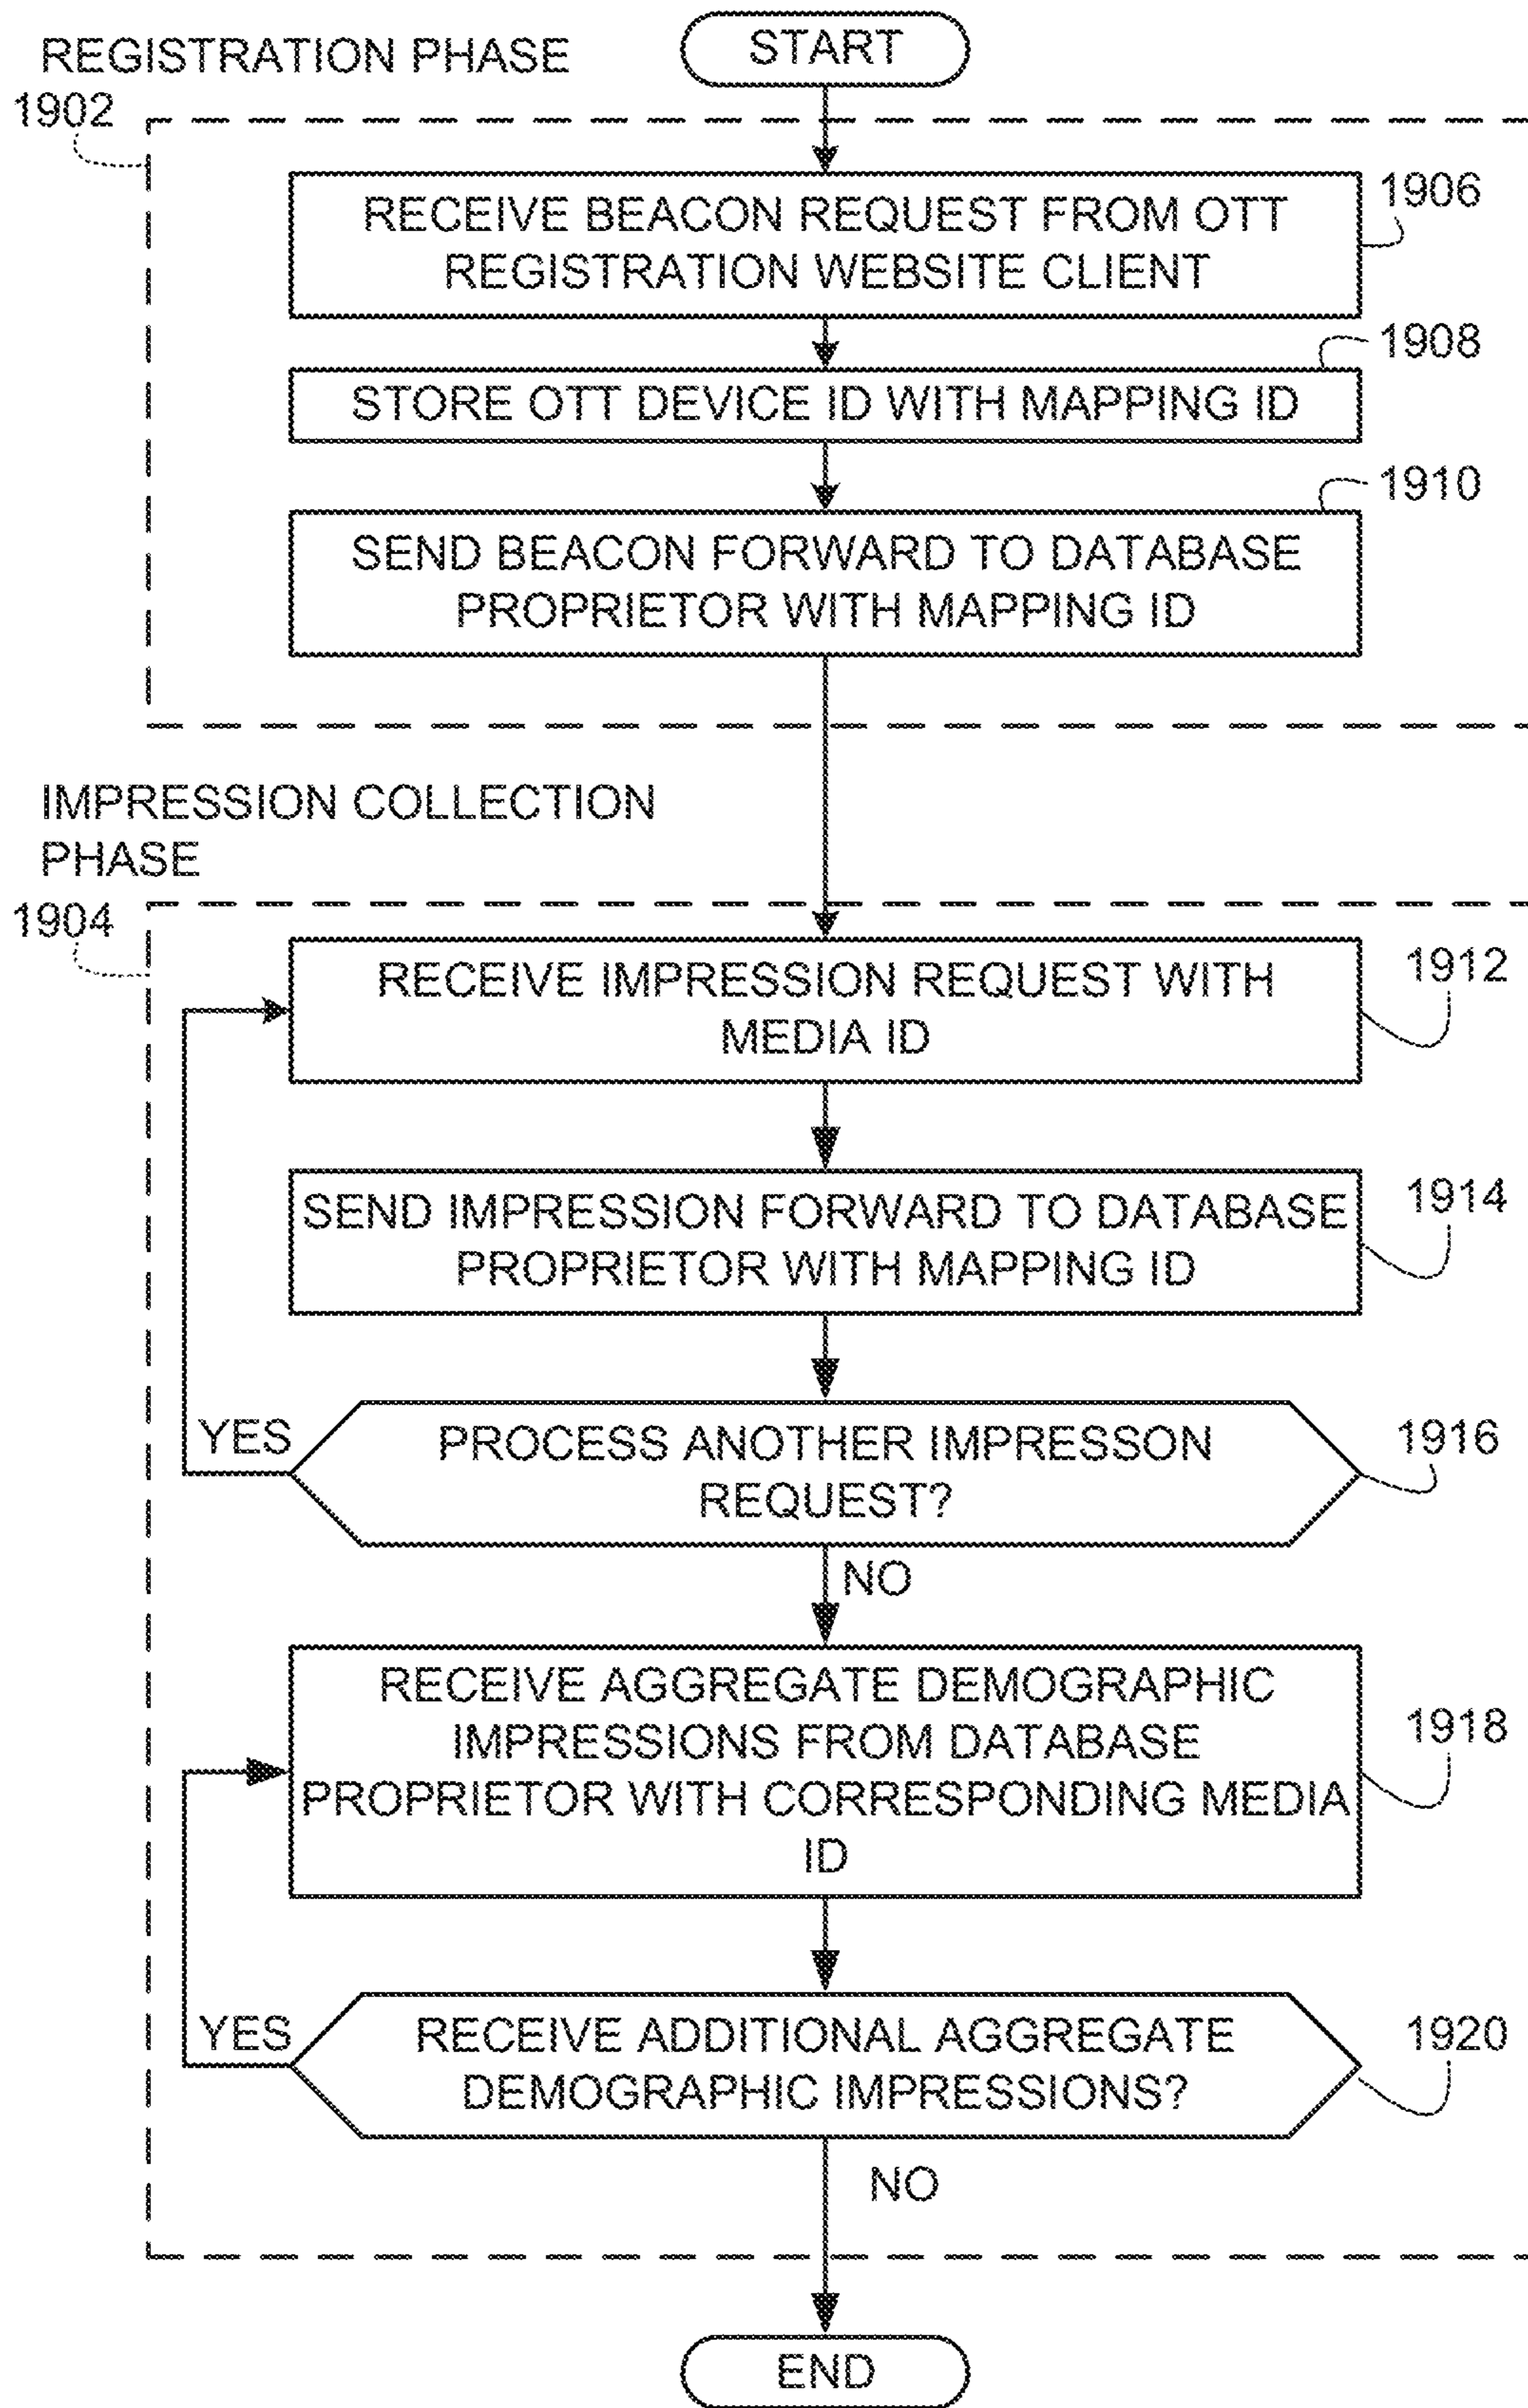 START
REGISTRATION PHASE
1902
RECEIVE BEACON REQUEST FROM OTT
REGISTRATION WEBSITE CLIENT
1906
1908
STORE OTT DEVICE ID WITH MAPPING ID
1910
SEND BEACON FORWARD TO DATABASE
PROPRIETOR WITH MAPPING ID
IMPRESSION COLLECTION
PHASE
1904
RECEIVE IMPRESSION REQUEST WITH
MEDIA ID
1912
SEND IMPRESSION FORWARD TO DATABASE
PROPRIETOR WITH MAPPING ID
1914
YES
PROCESS ANOTHER IMPRESSON
REQUEST?
1916
NO
RECEIVE AGGREGATE DEMOGRAPHIC
IMPRESSIONS FROM DATABASE
PROPRIETOR WITH CORRESPONDING MEDIA
ID
1918
YES
RECEIVE ADDITIONAL AGGREGATE
DEMOGRAPHIC IMPRESSIONS?
1920
NO
END